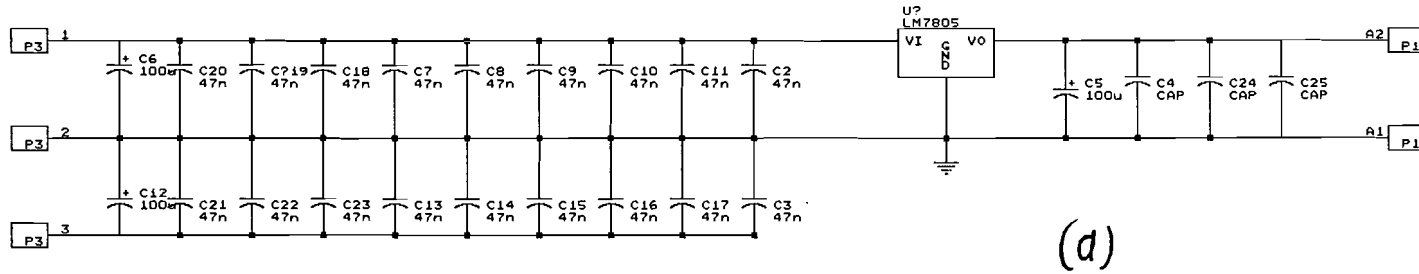 U?
LM7805
P3 1
VI GND VO
A2 P1
+ C6 100u
C20 47n
C?19 47n
C18 47n
C7 47n
C8 47n
C9 47n
C10 47n
C11 47n
C2 47n
+ C5 100u
C4 CAP
C24 CAP
C25 CAP
P3 2
A1 P1
+ C12 100u
C21 47n
C22 47n
C23 47n
C13 47n
C14 47n
C15 47n
C16 47n
C17 47n
C3 47n
P3 3
(a)